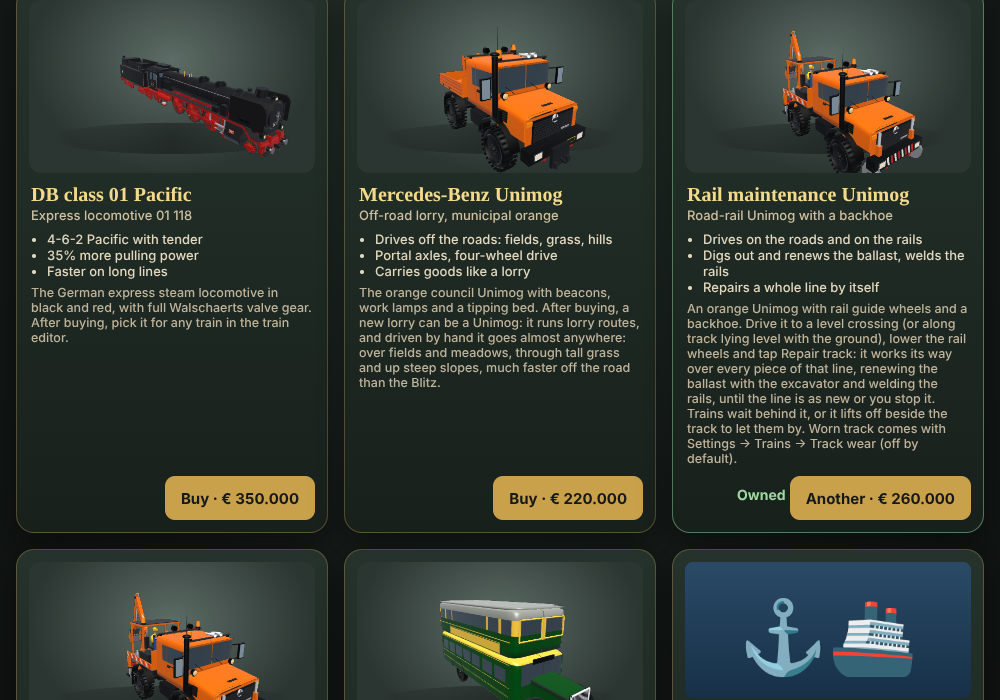 DB class 01 Pacific
Express locomotive 01 118
• 4-6-2 Pacific with tender
• 35% more pulling power
• Faster on long lines
The German express steam locomotive in
black and red, with full Walschaerts valve gear.
After buying, pick it for any train in the train
editor.
Buy · € 350.000
Mercedes-Benz Unimog
Off-road lorry, municipal orange
• Drives off the roads: fields, grass, hills
• Portal axles, four-wheel drive
• Carries goods like a lorry
The orange council Unimog with beacons,
work lamps and a tipping bed. After buying, a
new lorry can be a Unimog: it runs lorry routes,
and driven by hand it goes almost anywhere:
over fields and meadows, through tall grass
and up steep slopes, much faster off the road
than the Blitz.
Buy · € 220.000
Rail maintenance Unimog
Road-rail Unimog with a backhoe
• Drives on the roads and on the rails
• Digs out and renews the ballast, welds the
rails
• Repairs a whole line by itself
An orange Unimog with rail guide wheels and a
backhoe. Drive it to a level crossing (or along
track lying level with the ground), lower the rail
wheels and tap Repair track: it works its way
over every piece of that line, renewing the
ballast with the excavator and welding the
rails, until the line is as new or you stop it.
Trains wait behind it, or it lifts off beside the
track to let them by. Worn track comes with
Settings → Trains → Track wear (off by
default).
Owned
Another · € 260.000